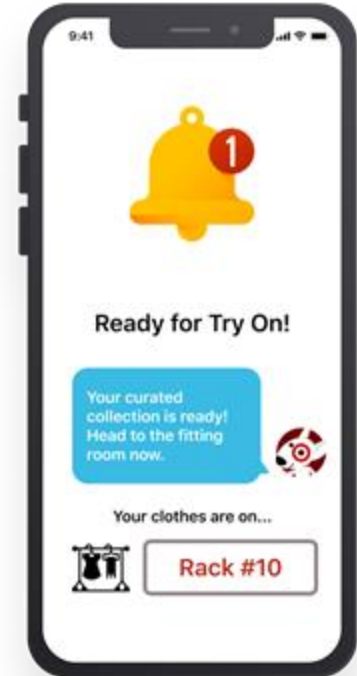 9:41
1
Ready for Try On!
Your curated
collection is ready!
Head to the fitting
room now.
Your clothes are on...
Rack #10